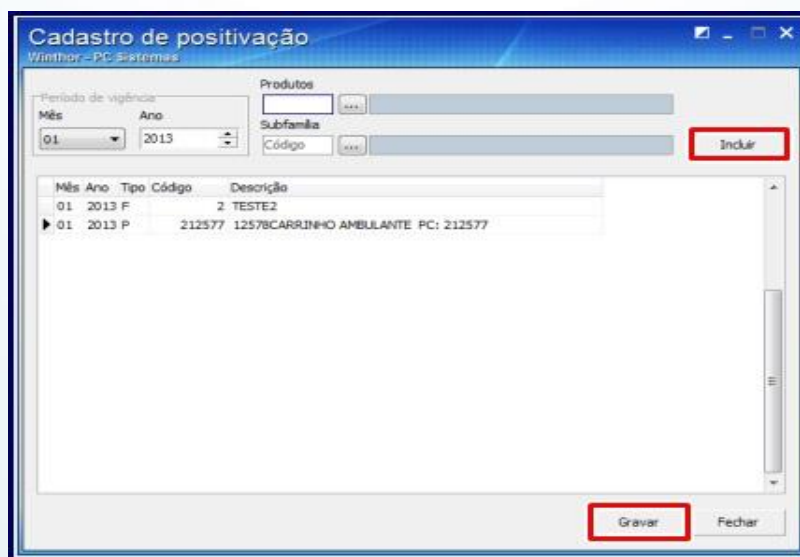 Cadastro de positivação
Winthor - PC Sistemas
Produtos
Período de vigência
Mês Ano
...
Subfamília
01 2013
Código ...
Incluir
Mês Ano Tipo Código Descrição
01 2013 F 2 TESTE2
01 2013 P 212577 12578CARRINHO AMBULANTE PC: 212577
Gravar Fechar